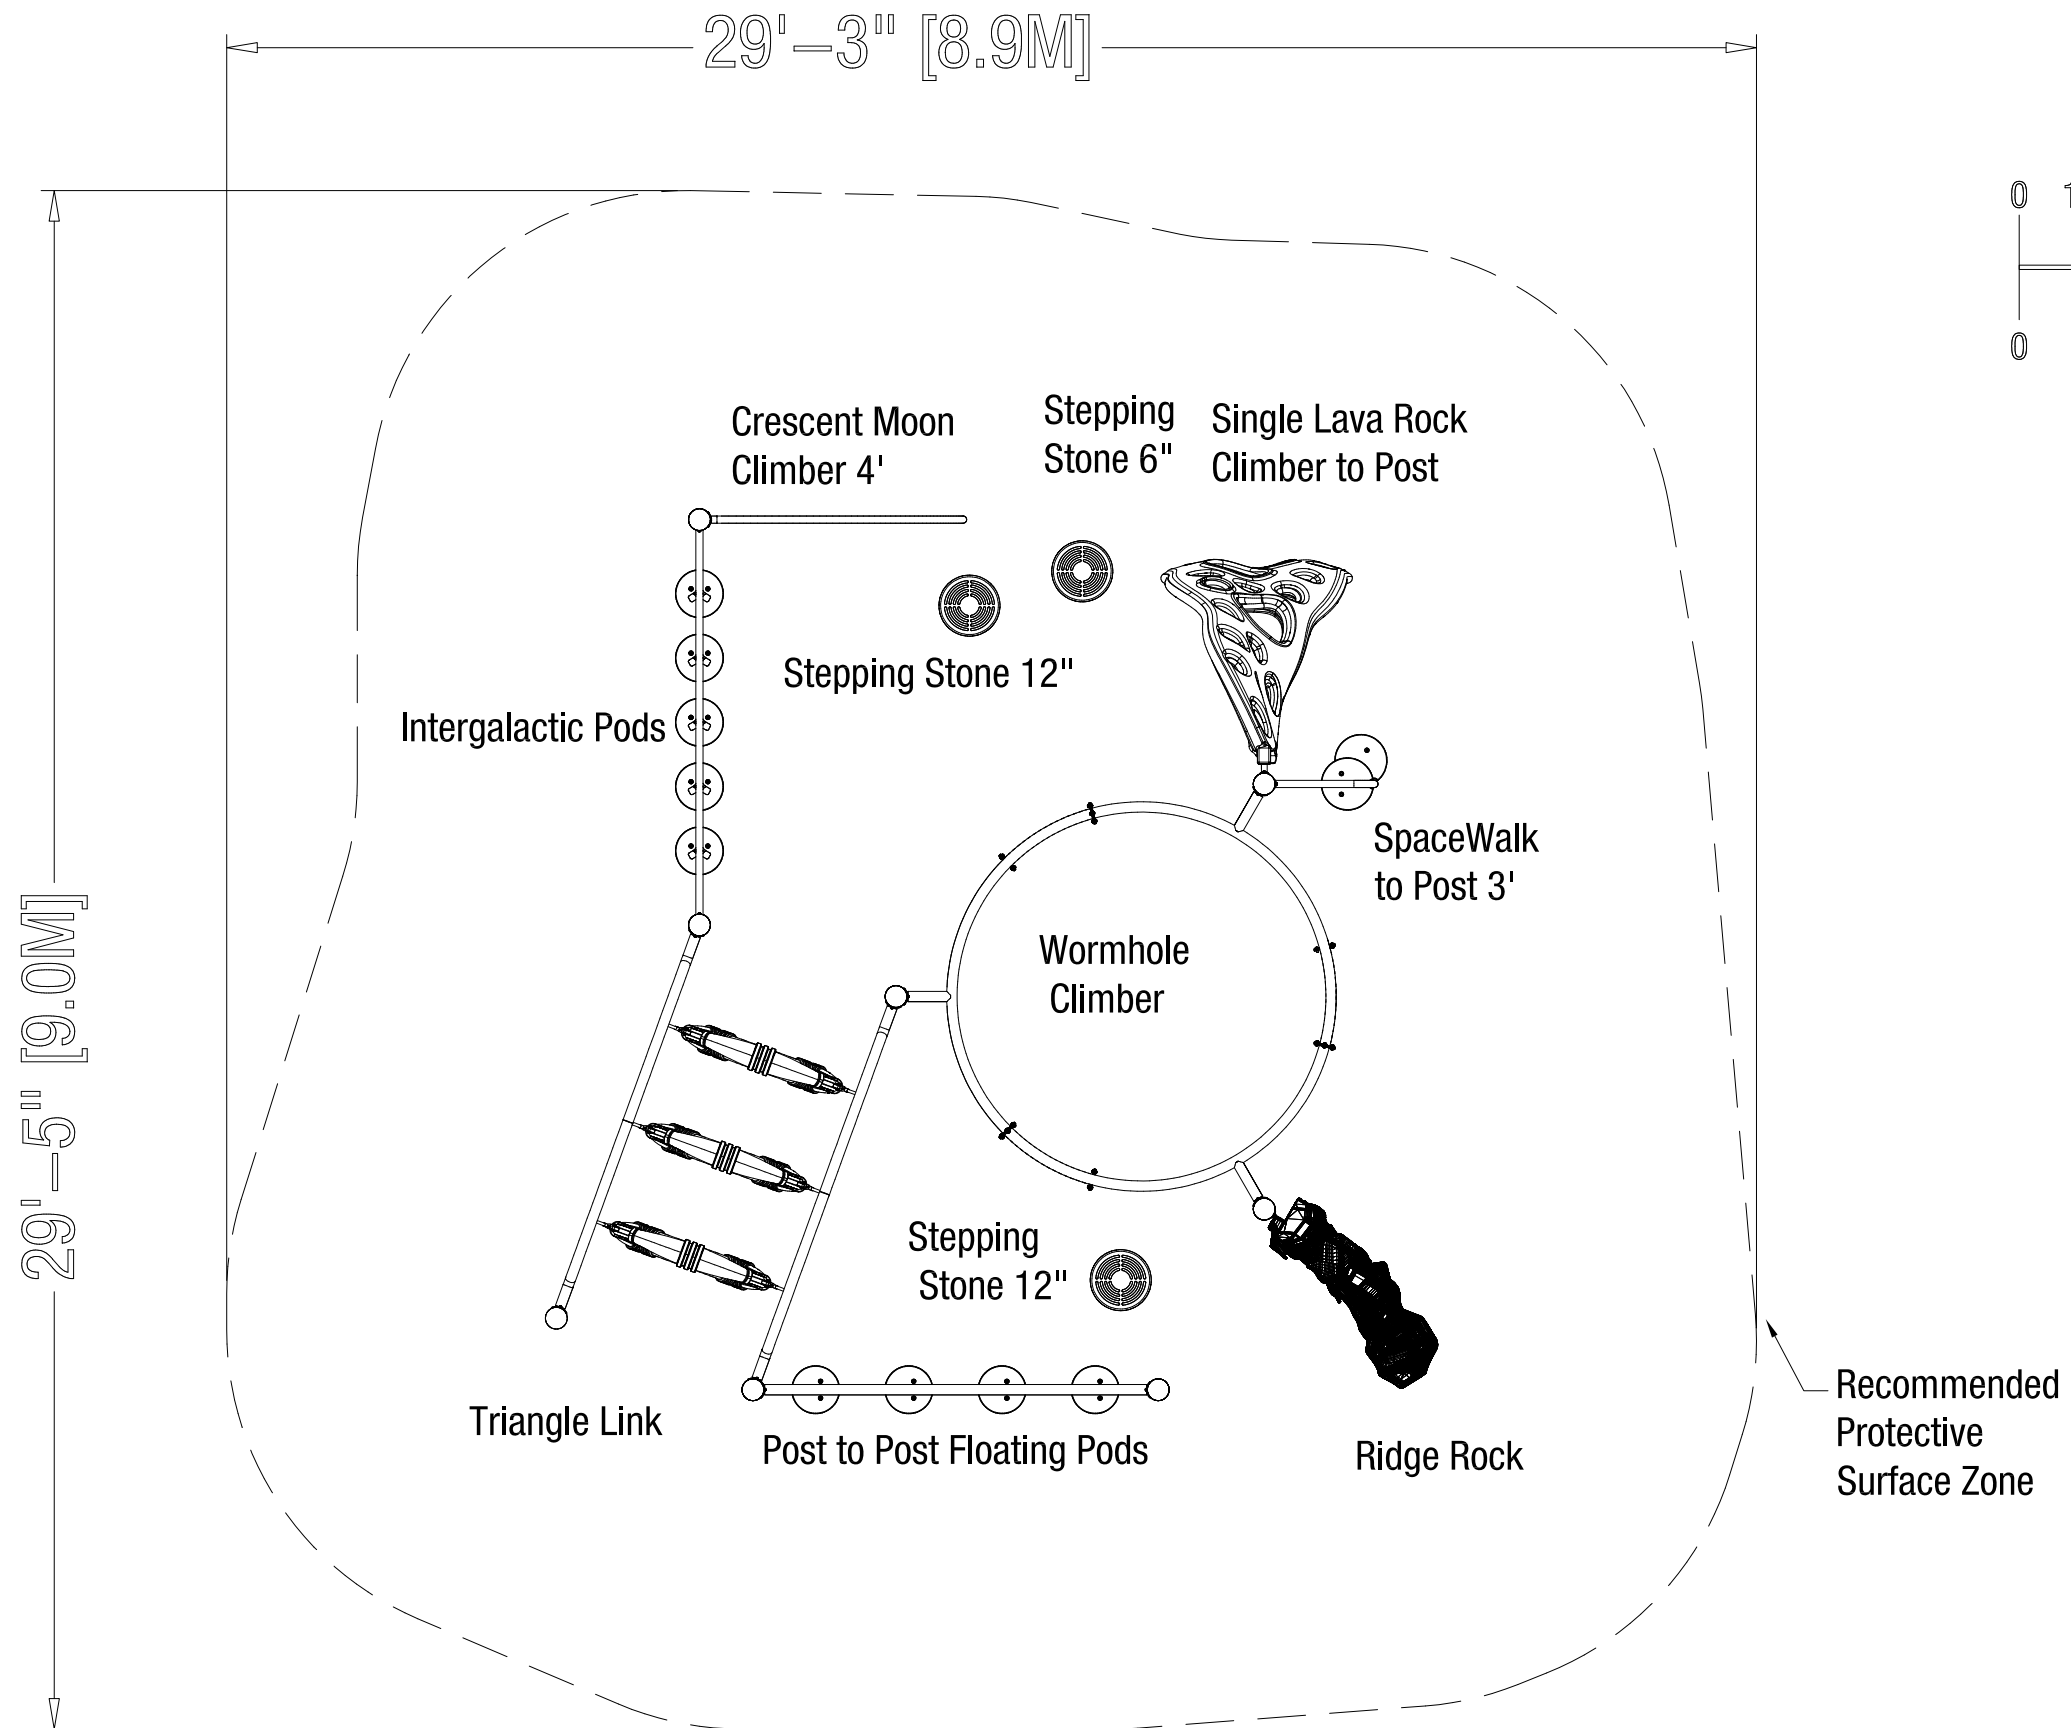 29'–3" [8.9M]
0
0
Crescent Moon
Climber 4'
Stepping
Stone 6"
Single Lava Rock
Climber to Post
Stepping Stone 12"
Intergalactic Pods
SpaceWalk
to Post 3'
Wormhole
Climber
29'–5" [9.0M]
Stepping
Stone 12"
Triangle Link
Post to Post Floating Pods
Ridge Rock
Recommended
Protective
Surface Zone